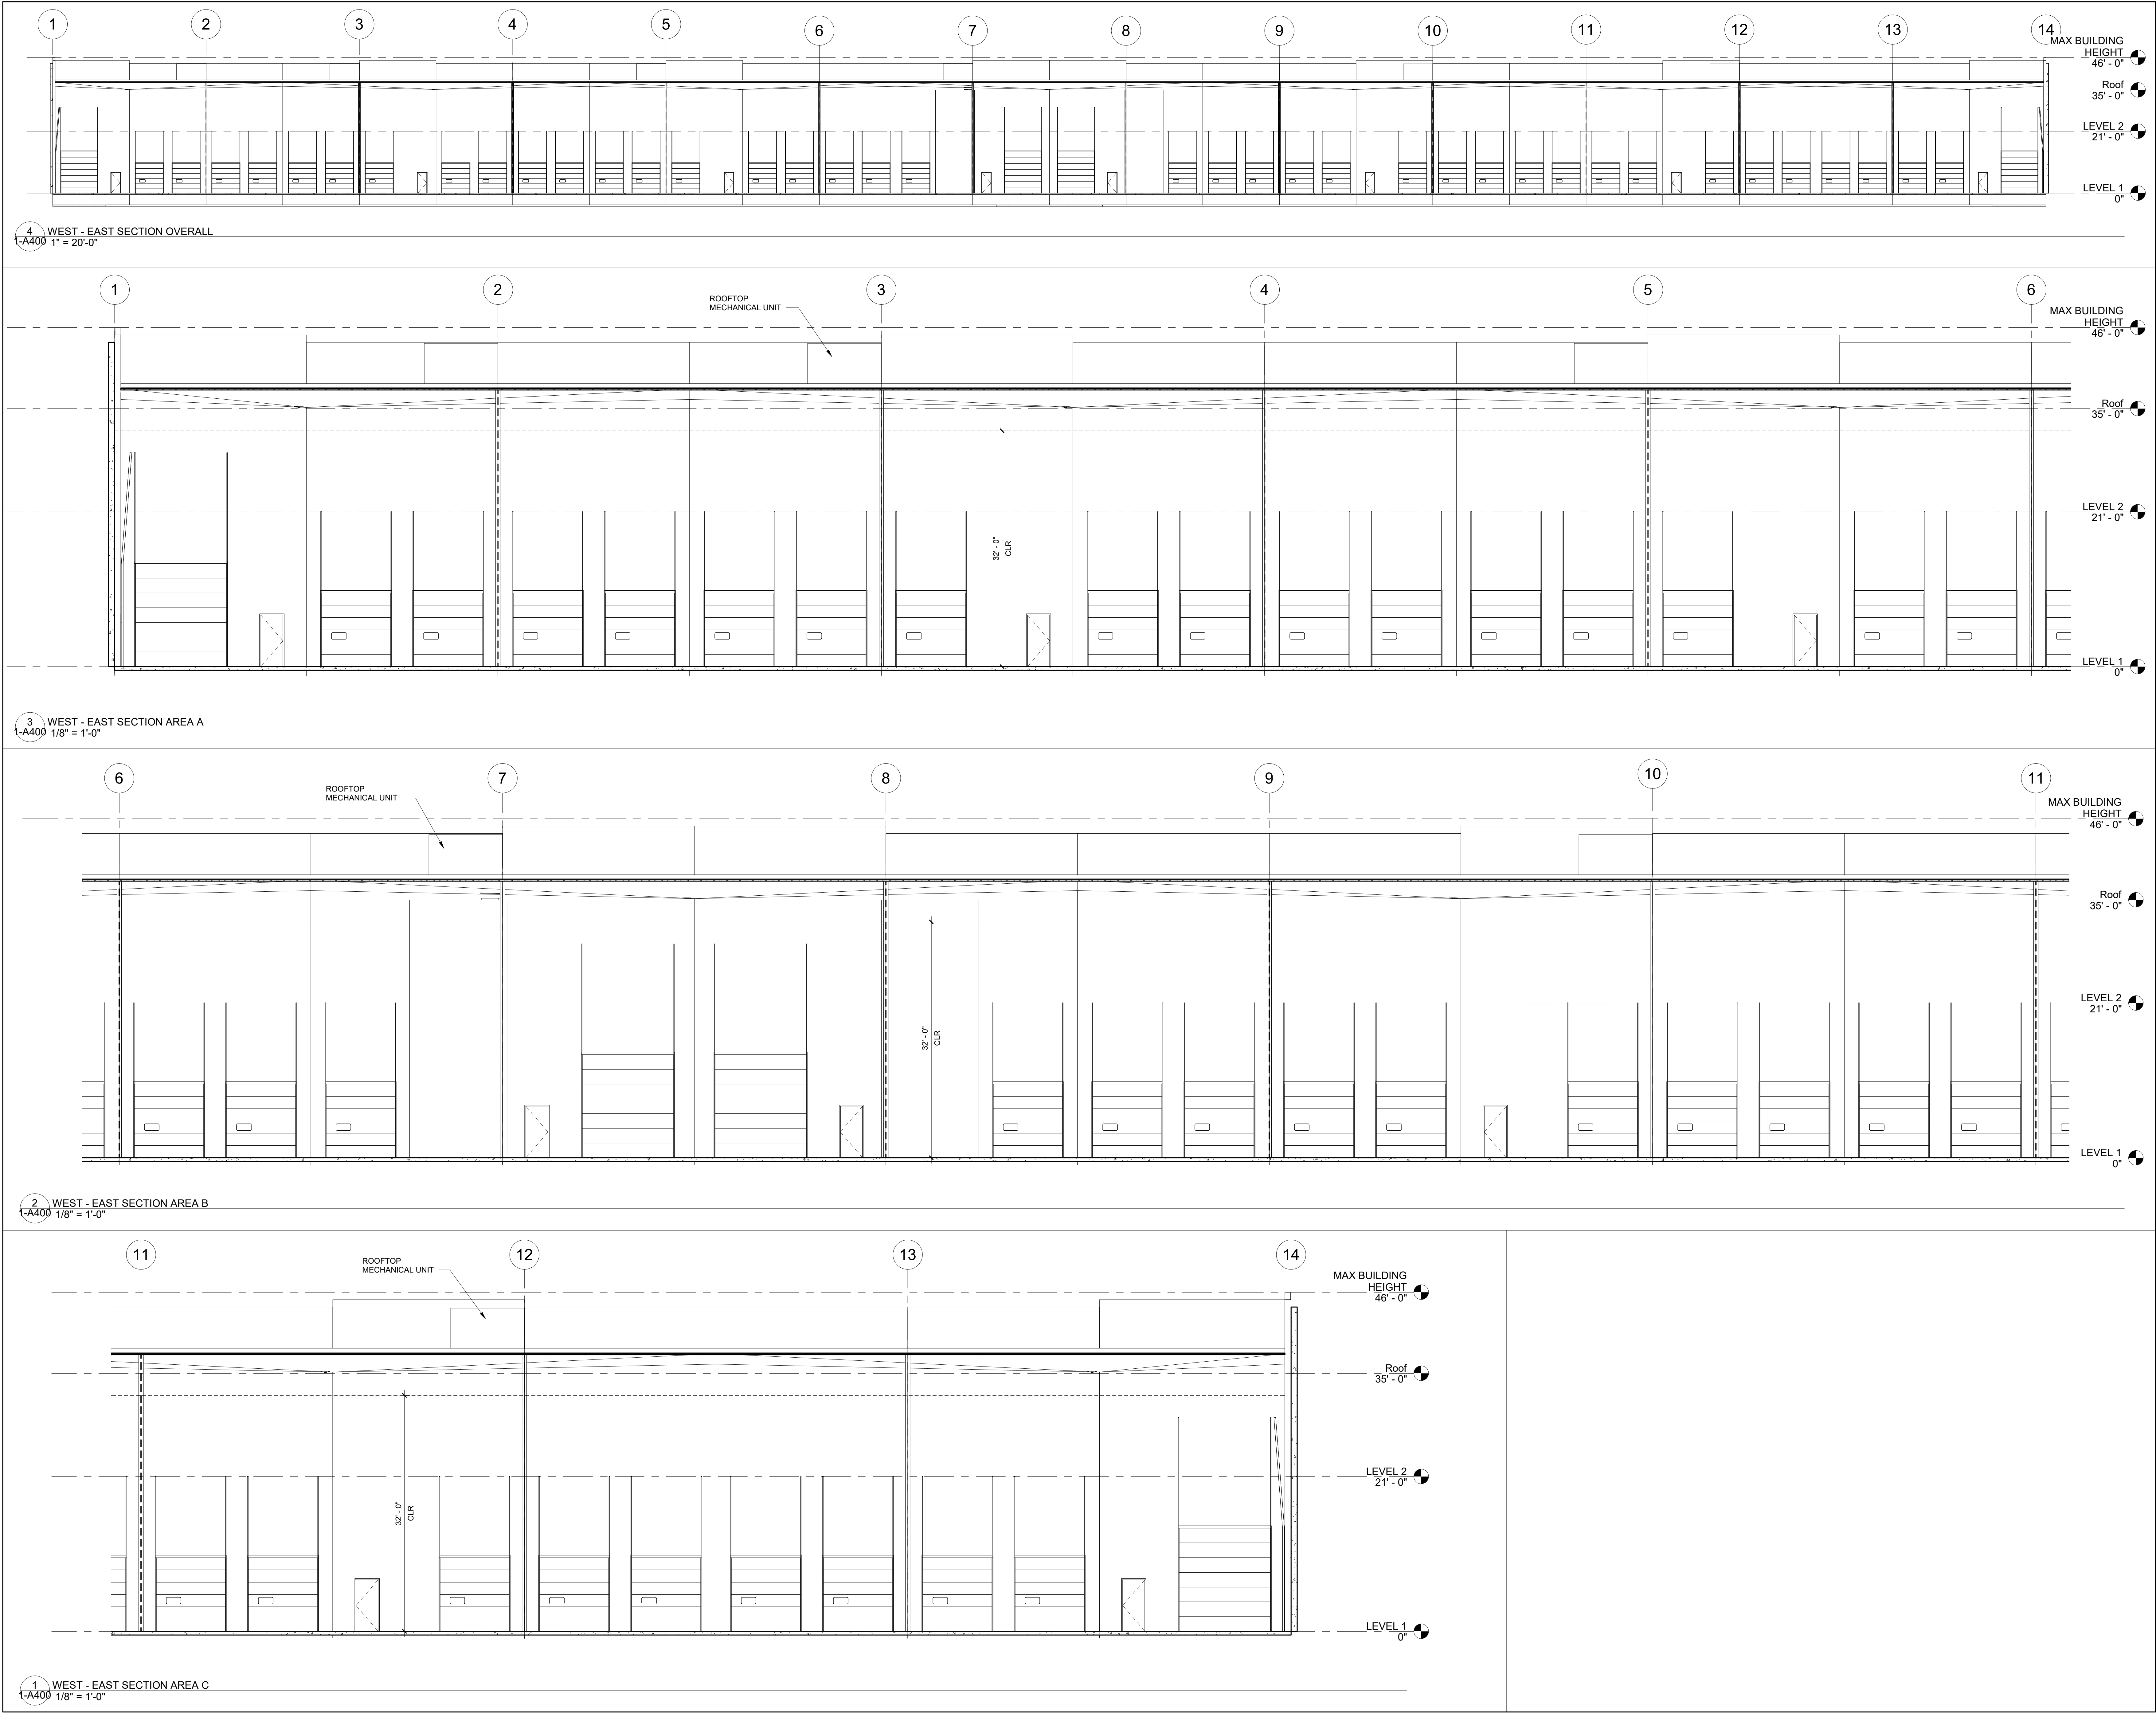 1 2 3 4 5 6 7 8 9 10 11 12 13 14
MAX BUILDING
HEIGHT
46' - 0"
Roof
35' - 0"
LEVEL 2
21' - 0"
LEVEL 1
0"
4 WEST - EAST SECTION OVERALL
1-A400 1" = 20'-0"
1 2 3 4 5 6
ROOFTOP
MECHANICAL UNIT
MAX BUILDING
HEIGHT
46' - 0"
Roof
35' - 0"
LEVEL 2
21' - 0"
32' - 0"
CLR
LEVEL 1
0"
3 WEST - EAST SECTION AREA A
1-A400 1/8" = 1'-0"
6 7 8 9 10 11
ROOFTOP
MECHANICAL UNIT
MAX BUILDING
HEIGHT
46' - 0"
Roof
35' - 0"
LEVEL 2
21' - 0"
32' - 0"
CLR
LEVEL 1
0"
2 WEST - EAST SECTION AREA B
1-A400 1/8" = 1'-0"
11 12 13 14
ROOFTOP
MECHANICAL UNIT
MAX BUILDING
HEIGHT
46' - 0"
Roof
35' - 0"
LEVEL 2
21' - 0"
32' - 0"
CLR
LEVEL 1
0"
1 WEST - EAST SECTION AREA C
1-A400 1/8" = 1'-0"